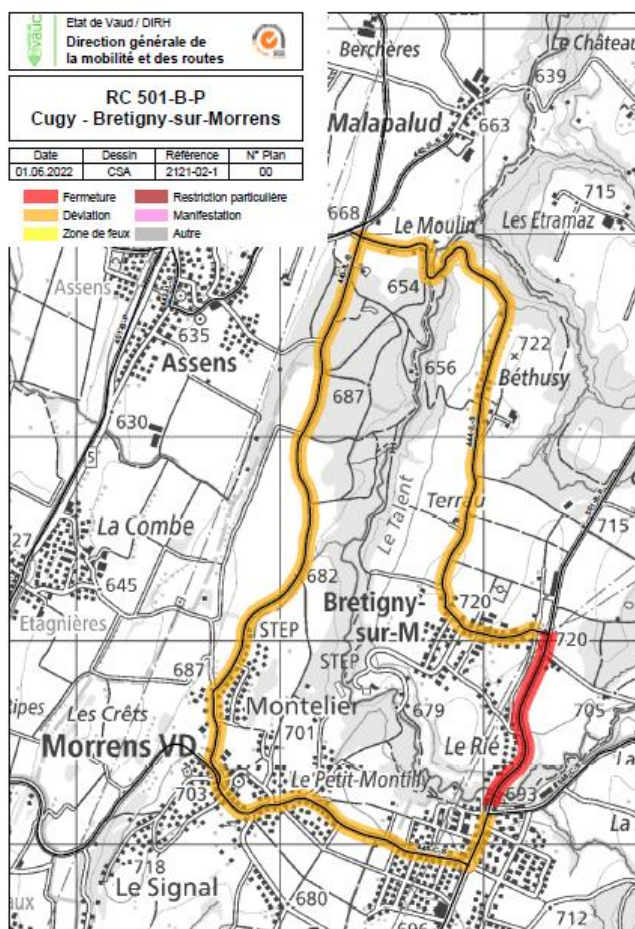 vaud
Etat de Vaud / DIRH
Direction générale de
la mobilité et des routes
RC 501-B-P
Cugy - Bretigny-sur-Morrens
Date Dessin Référence N° Plan
01.06.2022 CSA 2121-02-1 00
Fermeture Restriction particulière
Déviation Manifestation
Zone de feux Autre
Berchères
Le Château
639
Malapalud
663
715
668
Le Moulin
Les Etramaz
654
Assens
635
Assens
722
656
Béthusy
687
630
5
Terrau
La Combe
Le Talent
715
27
682
645
Bretigny-
sur-M.
720
Etagnières
STEP
720
STEP
687
679
705
Montelier
Les Crêts
701
Le Rié
Morrens VD
Le Petit-Montilly
693
La
703
718
Le Signal
680
696
712
aux